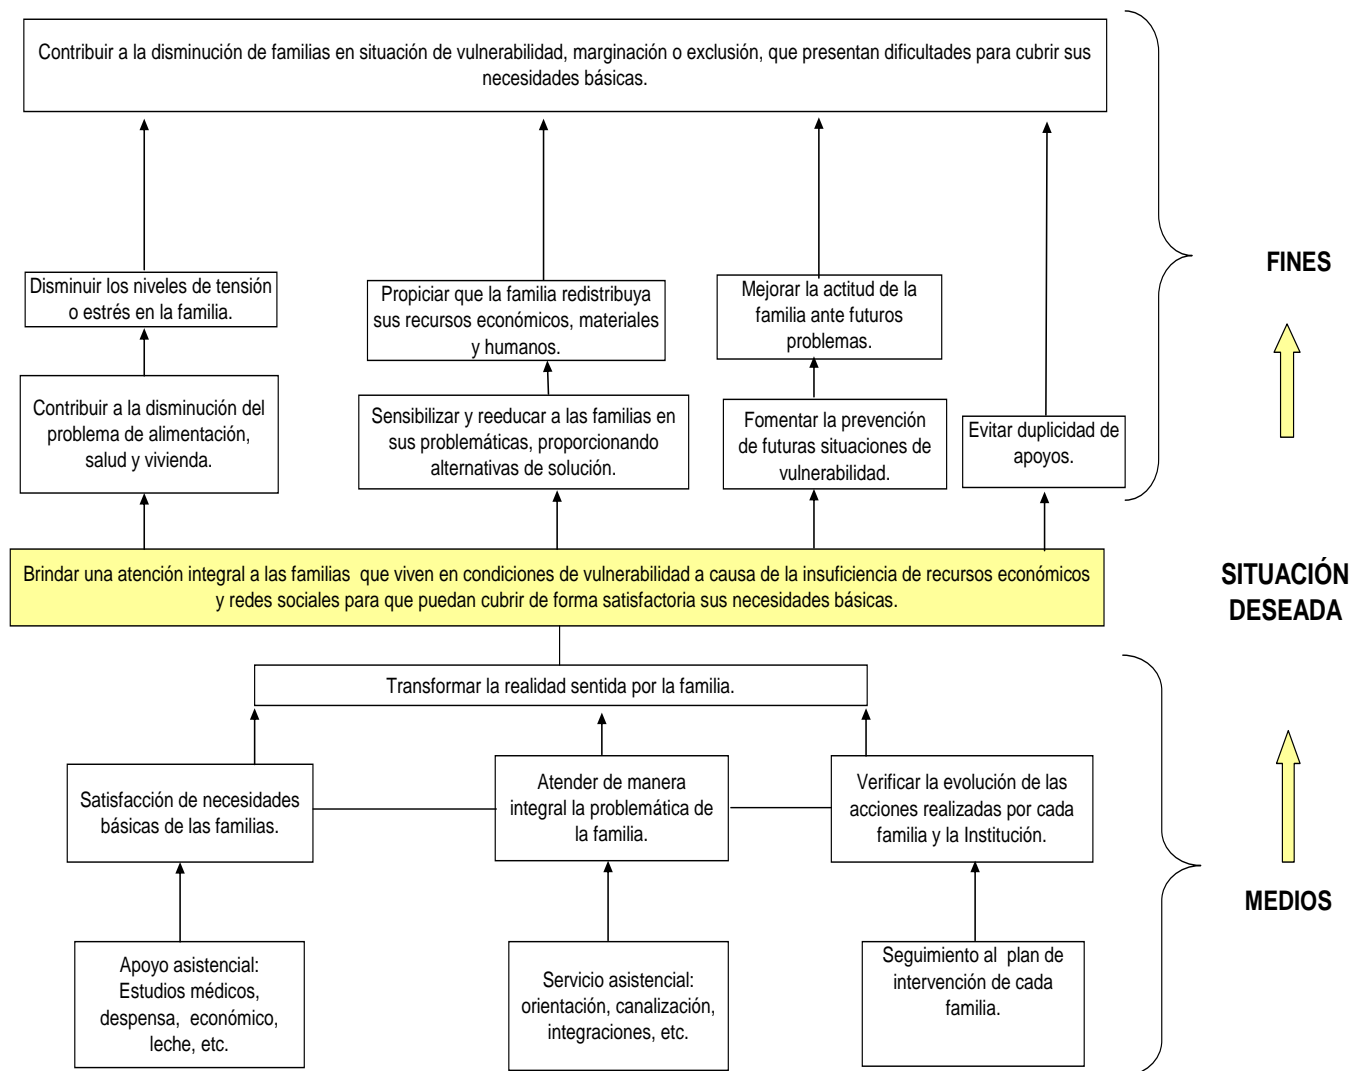 Contribuir a la disminución de familias en situación de vulnerabilidad, marginación o exclusión, que presentan dificultades para cubrir sus
necesidades básicas.
FINES
Disminuir los niveles de tensión
o estrés en la familia.
Propiciar que la familia redistribuya
sus recursos económicos, materiales
y humanos.
Mejorar la actitud de la
familia ante futuros
problemas.
Contribuir a la disminución del
problema de alimentación,
salud y vivienda.
Sensibilizar y reeducar a las familias en
sus problemáticas, proporcionando
alternativas de solución.
Fomentar la prevención
de futuras situaciones de
vulnerabilidad.
Evitar duplicidad de
apoyos.
Brindar una atención integral a las familias  que viven en condiciones de vulnerabilidad a causa de la insuficiencia de recursos económicos
y redes sociales para que puedan cubrir de forma satisfactoria sus necesidades básicas.
SITUACIÓN
DESEADA
Transformar la realidad sentida por la familia.
Satisfacción de necesidades
básicas de las familias.
Atender de manera
integral la problemática de
la familia.
Verificar la evolución de las
acciones realizadas por cada
familia y la Institución.
MEDIOS
Apoyo asistencial:
Estudios médicos,
despensa,  económico,
leche, etc.
Servicio asistencial:
orientación, canalización,
integraciones, etc.
Seguimiento al  plan de
intervención de cada
familia.